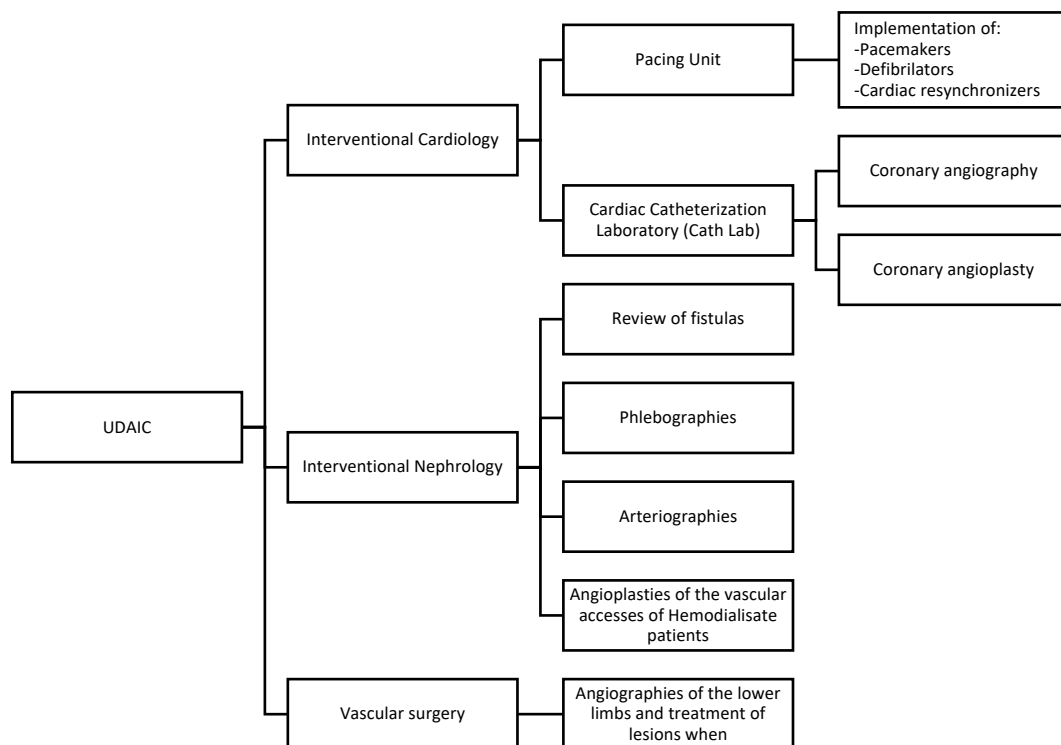 UDAIC
Interventional Cardiology
Pacing Unit
Implementation of:
-Pacemakers
-Defibrilators
-Cardiac resynchronizers
Cardiac Catheterization
Laboratory (Cath Lab)
Coronary angiography
Coronary angioplasty
Interventional Nephrology
Review of fistulas
Phlebographies
Arteriographies
Angioplasties of the vascular
accesses of Hemodialisate
patients
Vascular surgery
Angiographies of the lower
limbs and treatment of
lesions when